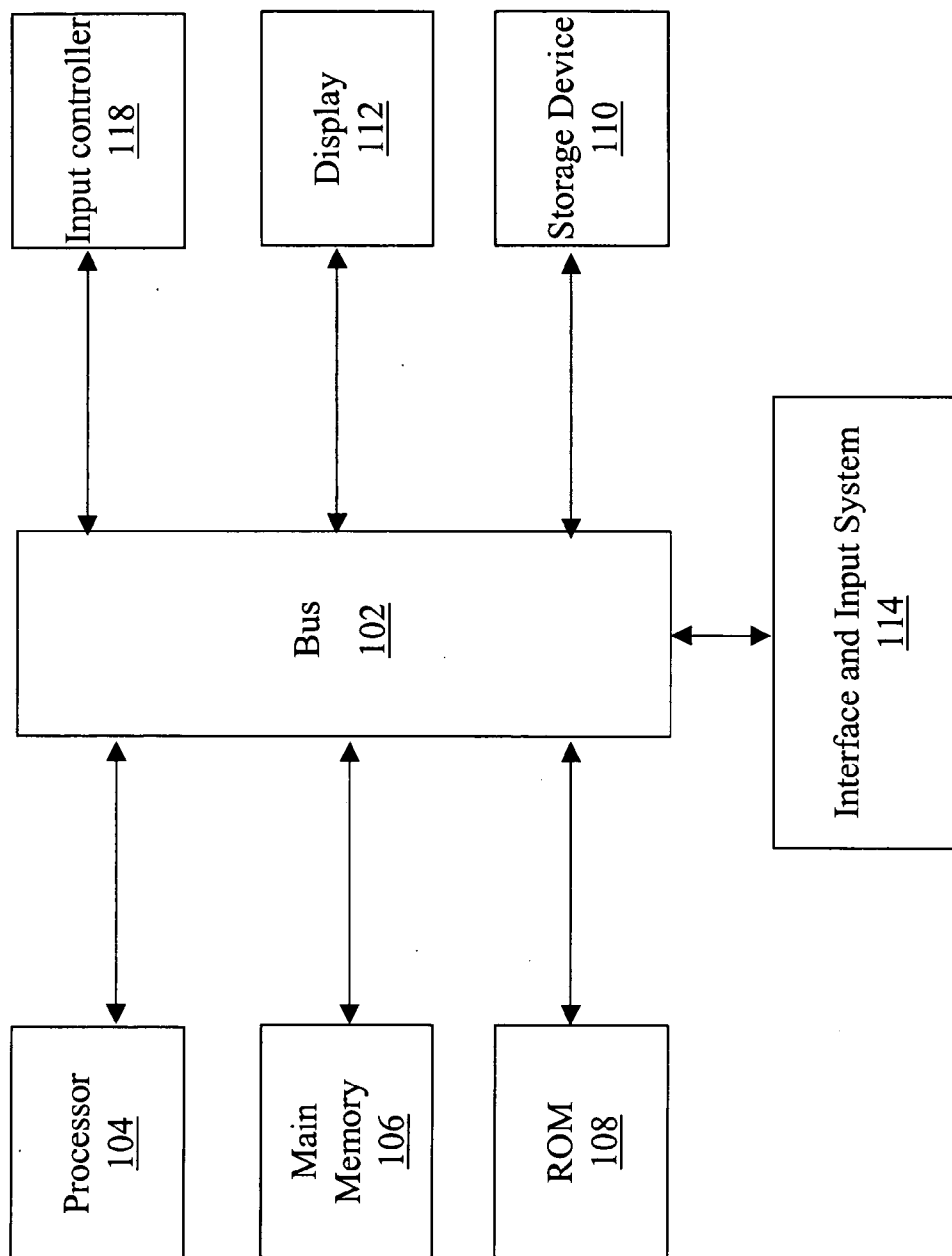 Processor
104
Main
Memory
106
ROM
108
Bus
102
Input controller
118
Display
112
Storage Device
110
Interface and Input System
114